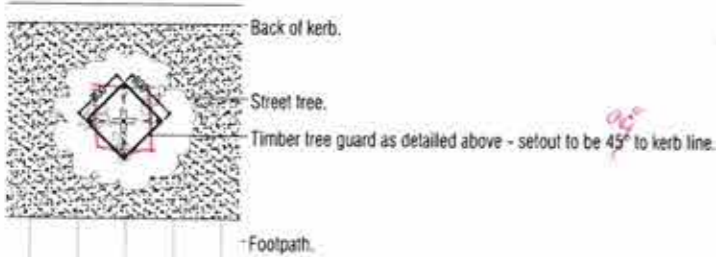 Back of kerb.
Street tree.
90°
Timber tree guard as detailed above - setout to be 45° to kerb line.
Footpath.